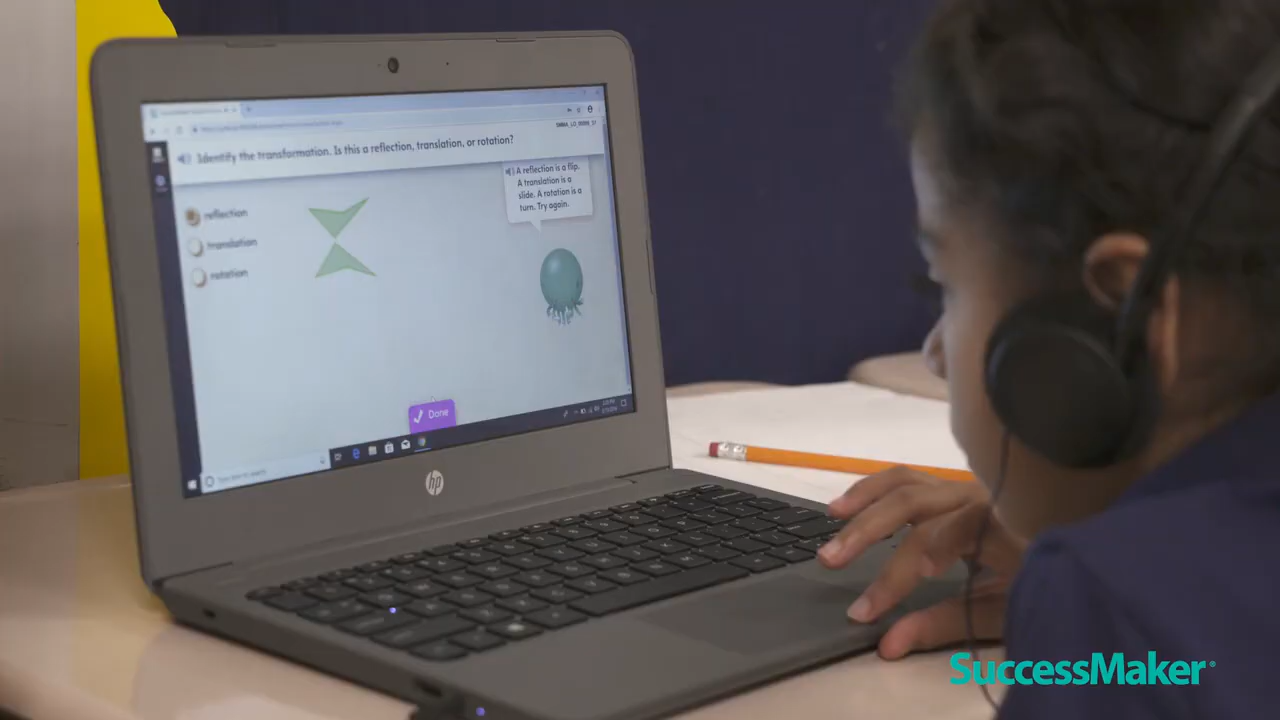 Identify the transformation. Is this a reflection, translation, or rotation?
A reflection is a flip.
A translation is a
slide. A rotation is a
turn. Try again.
reflection
translation
rotation
Done
hp
SuccessMaker